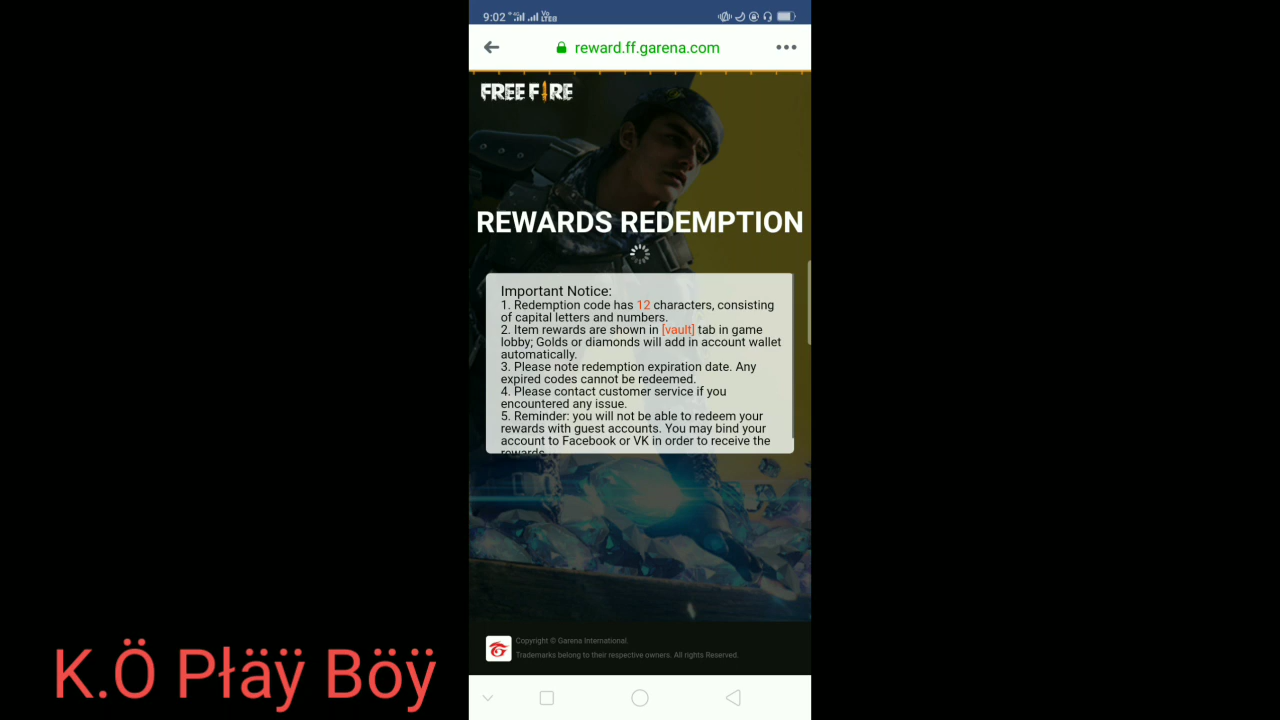 9:02
4G
Vo
LTE
reward.ff.garena.com
FREE FIRE
REWARDS REDEMPTION
Important Notice:
1. Redemption code has 12 characters, consisting
of capital letters and numbers.
2. Item rewards are shown in [vault] tab in game
lobby; Golds or diamonds will add in account wallet
automatically.
3. Please note redemption expiration date. Any
expired codes cannot be redeemed.
4. Please contact customer service if you
encountered any issue.
5. Reminder: you will not be able to redeem your
rewards with guest accounts. You may bind your
account to Facebook or VK in order to receive the
rewards
Copyright © Garena International.
Trademarks belong to their respective owners. All rights Reserved.
K.Ö Płäÿ Böÿ